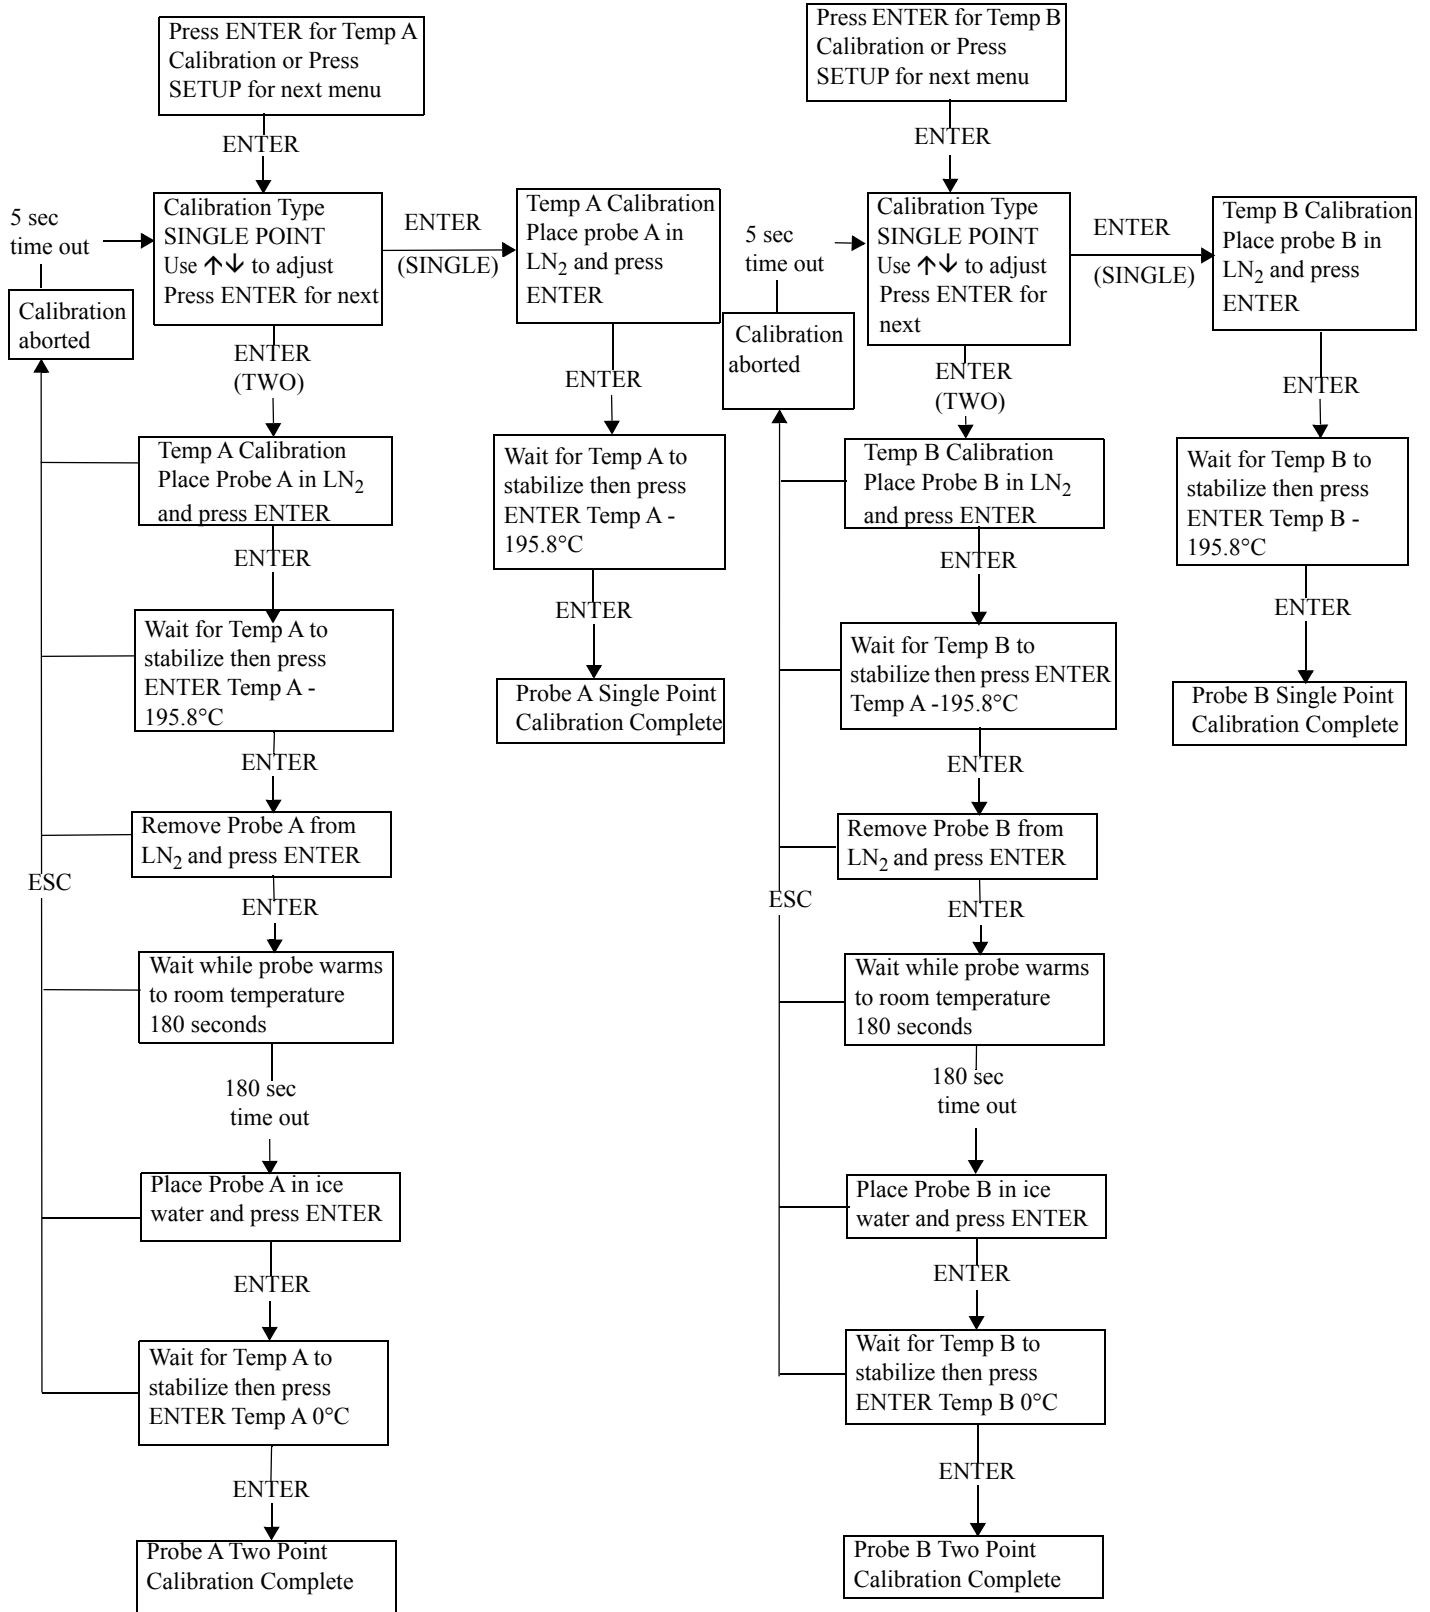 Press ENTER for Temp A
Calibration or Press
SETUP for next menu
ENTER
5 sec
time out
Calibration Type
SINGLE POINT
Use ↑↓ to adjust
Press ENTER for next
ENTER
(SINGLE)
Temp A Calibration
Place probe A in
LN2 and press
ENTER
Calibration
aborted
ENTER
(TWO)
ENTER
Temp A Calibration
Place Probe A in LN2
and press ENTER
Wait for Temp A to
stabilize then press
ENTER Temp A -
195.8°C
ENTER
ENTER
Wait for Temp A to
stabilize then press
ENTER Temp A -
195.8°C
Probe A Single Point
Calibration Complete
ENTER
Remove Probe A from
LN2 and press ENTER
ESC
ENTER
Wait while probe warms
to room temperature
180 seconds
180 sec
time out
Place Probe A in ice
water and press ENTER
ENTER
Wait for Temp A to
stabilize then press
ENTER Temp A 0°C
ENTER
Probe A Two Point
Calibration Complete
Press ENTER for Temp B
Calibration or Press
SETUP for next menu
ENTER
5 sec
time out
Calibration Type
SINGLE POINT
Use ↑↓ to adjust
Press ENTER for
next
ENTER
(SINGLE)
Temp B Calibration
Place probe B in
LN2 and press
ENTER
Calibration
aborted
ENTER
(TWO)
ENTER
Temp B Calibration
Place Probe B in LN2
and press ENTER
Wait for Temp B to
stabilize then press
ENTER Temp B -
195.8°C
ENTER
ENTER
Wait for Temp B to
stabilize then press ENTER
Temp A -195.8°C
Probe B Single Point
Calibration Complete
ENTER
Remove Probe B from
LN2 and press ENTER
ESC
ENTER
Wait while probe warms
to room temperature
180 seconds
180 sec
time out
Place Probe B in ice
water and press ENTER
ENTER
Wait for Temp B to
stabilize then press
ENTER Temp B 0°C
ENTER
Probe B Two Point
Calibration Complete